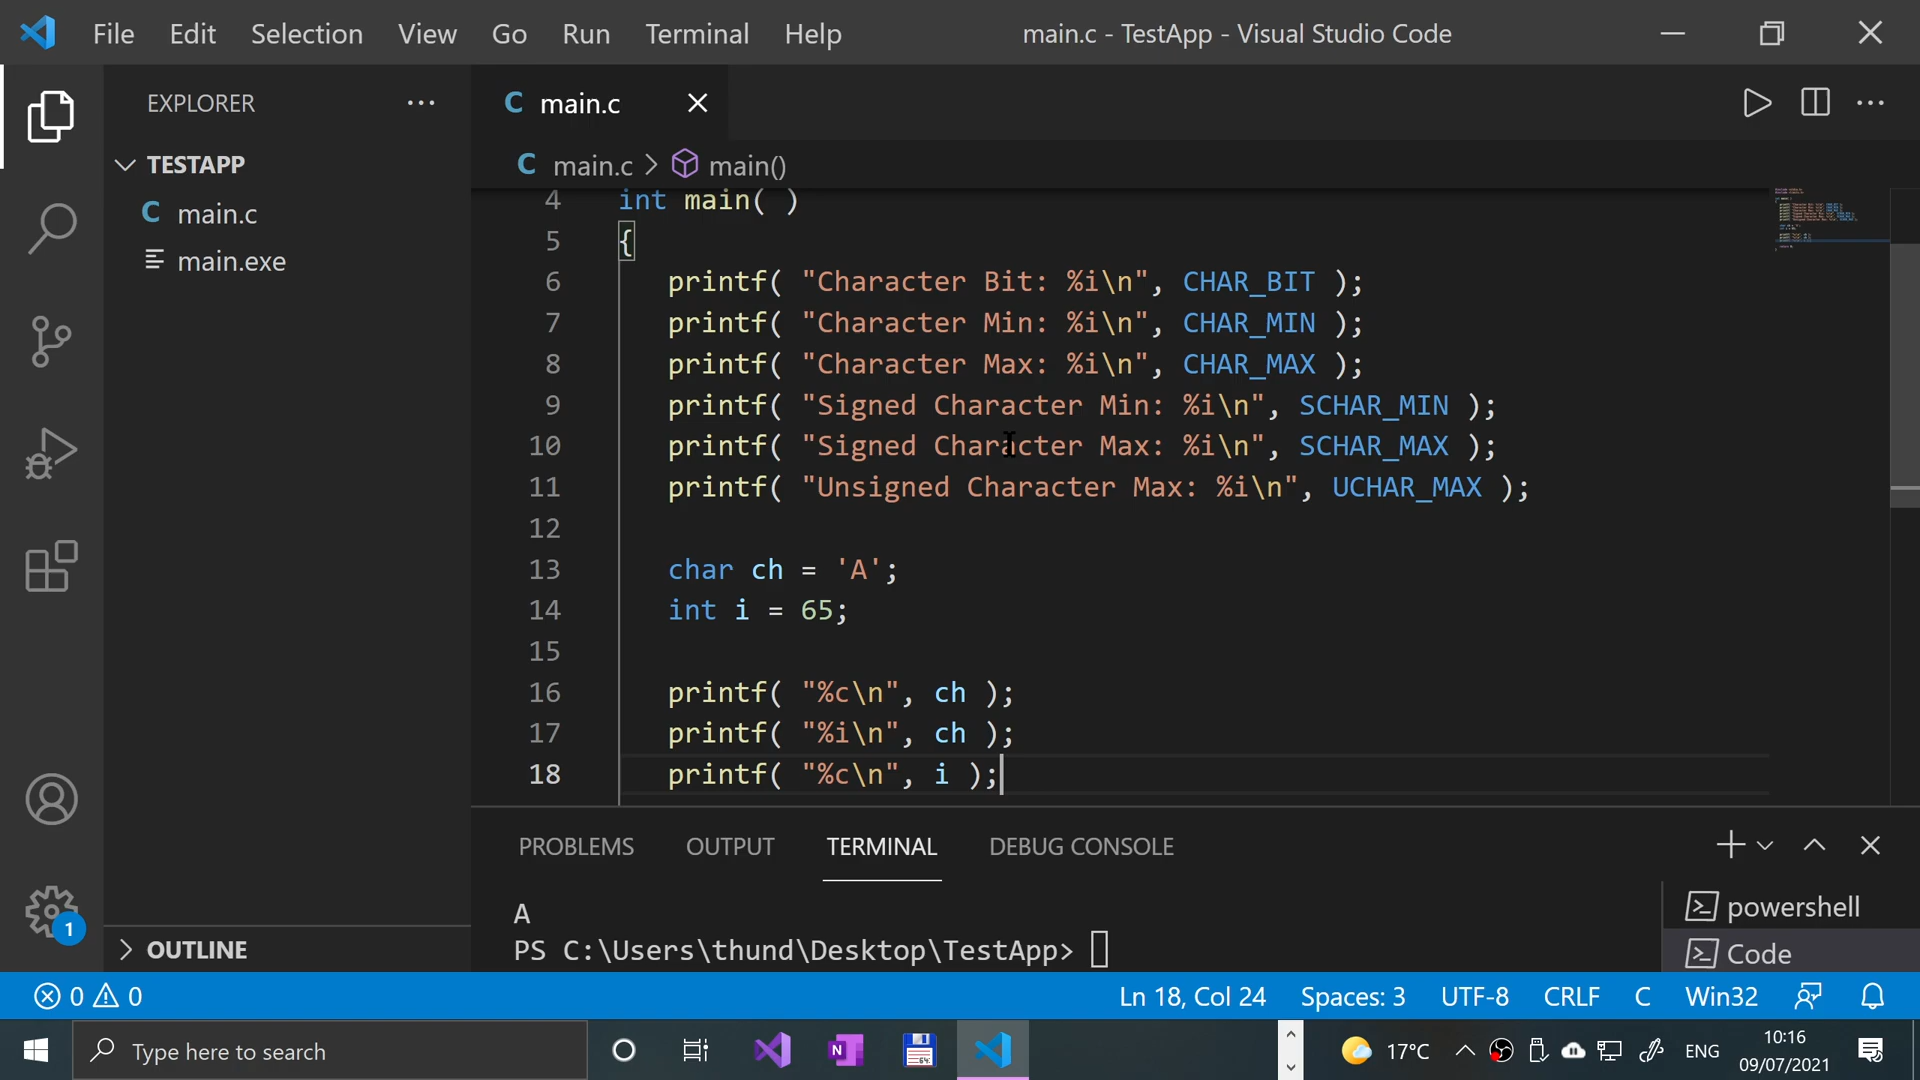 File Edit Selection View Go Run Terminal Help main.c - TestApp - Visual Studio Code
EXPLORER
TESTAPP
main.c
main.exe
OUTLINE
main.c
main.c > main()
4 int main( )
5 {
6 printf( "Character Bit: %i\n", CHAR_BIT );
7 printf( "Character Min: %i\n", CHAR_MIN );
8 printf( "Character Max: %i\n", CHAR_MAX );
9 printf( "Signed Character Min: %i\n", SCHAR_MIN );
10 printf( "Signed Character Max: %i\n", SCHAR_MAX );
11 printf( "Unsigned Character Max: %i\n", UCHAR_MAX );
12
13 char ch = 'A';
14 int i = 65;
15
16 printf( "%c\n", ch );
17 printf( "%i\n", ch );
18 printf( "%c\n", i );
PROBLEMS OUTPUT TERMINAL DEBUG CONSOLE
A
PS C:\Users\thund\Desktop\TestApp>
powershell
Code
1
0 0 Ln 18, Col 24 Spaces: 3 UTF-8 CRLF C Win32
Type here to search 17°C ENG 10:16
09/07/2021